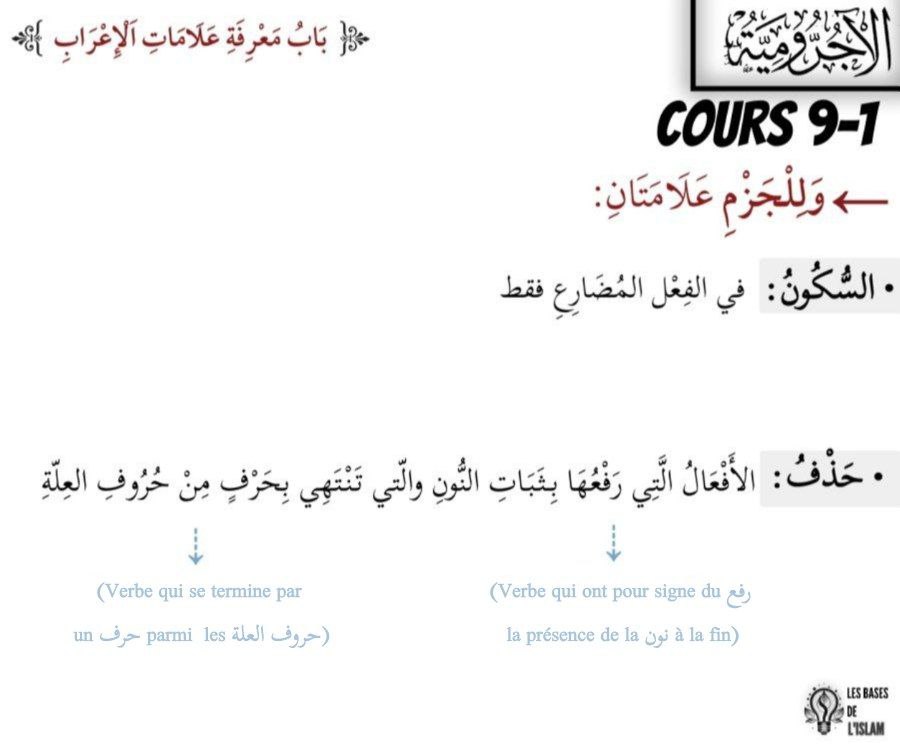 الآجُرُّومِيَّة
﴿ بَابُ مَعْرِفَةِ عَلَامَاتِ اَلْإِعْرَابِ ﴾
COURS 9-1
← وَلِلْجَزْمِ عَلَامَتَانِ:
• السُّكُونُ: في الفِعْل المُضَارِعِ فقط
• حَذْفُ: الأَفْعَالُ الَّتِي رَفْعُهَا بِثَبَاتِ النُّونِ والّتي تَنْتَهِي بِحَرْفٍ مِنْ حُرُوفِ العِلّةِ
(Verbe qui ont pour signe du رفع
la présence de la نون à la fin)
(Verbe qui se termine par
un حرف parmi les حروف العلة)
LES BASES
DE
L'ISLAM